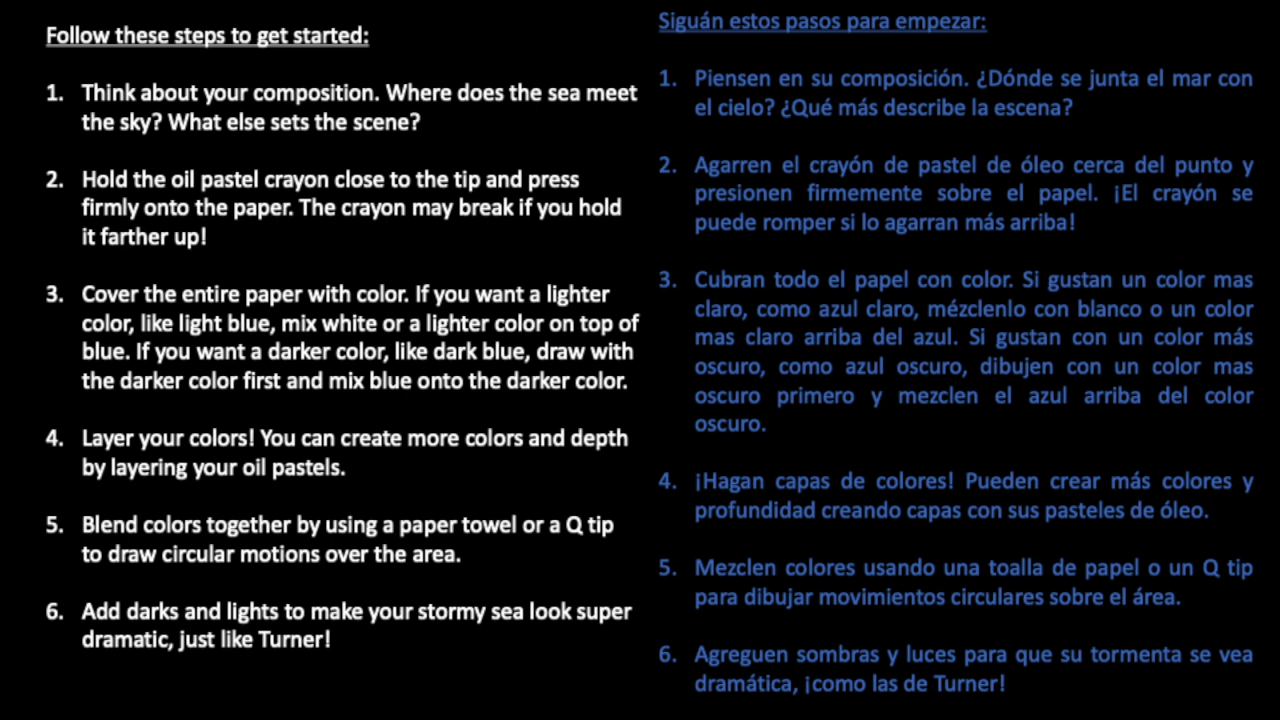 Follow these steps to get started:
1. Think about your composition. Where does the sea meet
the sky? What else sets the scene?
2. Hold the oil pastel crayon close to the tip and press
firmly onto the paper. The crayon may break if you hold
it farther up!
3. Cover the entire paper with color. If you want a lighter
color, like light blue, mix white or a lighter color on top of
blue. If you want a darker color, like dark blue, draw with
the darker color first and mix blue onto the darker color.
4. Layer your colors! You can create more colors and depth
by layering your oil pastels.
5. Blend colors together by using a paper towel or a Q tip
to draw circular motions over the area.
6. Add darks and lights to make your stormy sea look super
dramatic, just like Turner!
Siguán estos pasos para empezar:
1. Piensen en su composición. ¿Dónde se junta el mar con
el cielo? ¿Qué más describe la escena?
2. Agarren el crayón de pastel de óleo cerca del punto y
presionen firmemente sobre el papel. ¡El crayón se
puede romper si lo agarran más arriba!
3. Cubran todo el papel con color. Si gustan un color mas
claro, como azul claro, mézclenlo con blanco o un color
mas claro arriba del azul. Si gustan con un color más
oscuro, como azul oscuro, dibujen con un color mas
oscuro primero y mezclen el azul arriba del color
oscuro.
4. ¡Hagan capas de colores! Pueden crear más colores y
profundidad creando capas con sus pasteles de óleo.
5. Mezclen colores usando una toalla de papel o un Q tip
para dibujar movimientos circulares sobre el área.
6. Agreguen sombras y luces para que su tormenta se vea
dramática, ¡como las de Turner!